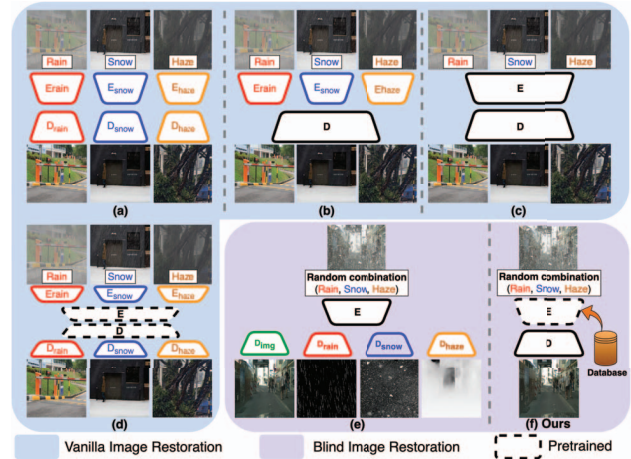 Rain Snow Haze
Rain Snow Haze
Rain Snow Haze
Erain Esnow Ehaze
Erain Esnow Ehaze
E
Drain Dsnow Dhaze
D
D
(a)
(b)
(c)
Rain Snow Haze
Erain Esnow Ehaze
E
D
Drain Dsnow Dhaze
(d)
Random combination
(Rain, Snow, Haze)
E
Dimg Drain Dsnow Dhaze
(e)
Random combination
(Rain, Snow, Haze)
E
D
Database
(f) Ours
Vanilla Image Restoration
Blind Image Restoration
Pretrained